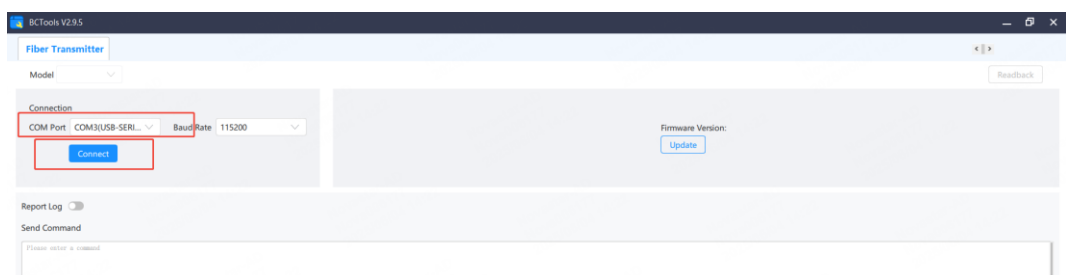 BCTools V2.9.5
Fiber Transmitter
Model
Readback
Connection
COM Port COM3(USB-SERI... Baud Rate 115200
Connect
Firmware Version:
Update
Report Log
Send Command
Please enter a command